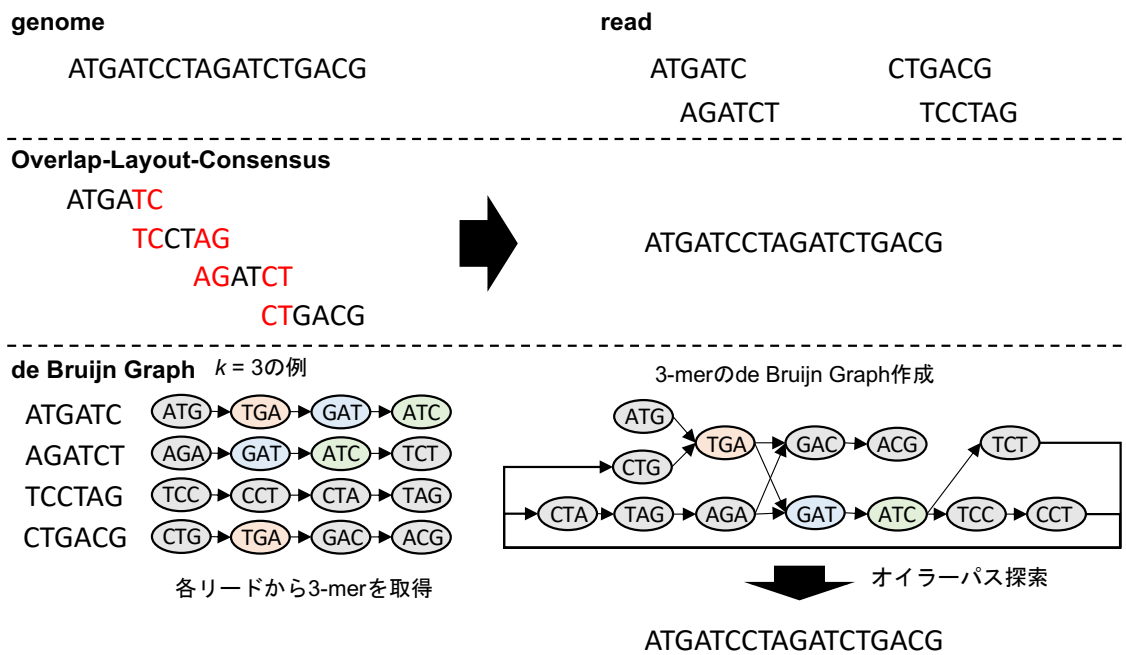 genome
ATGATCCTAGATCTGACG
read
ATGATC CTGACG
AGATCT TCCTAG
Overlap-Layout-Consensus
ATGATC
TCCTAG
AGATCT
CTGACG
ATGATCCTAGATCTGACG
de Bruijn Graph k = 3の例
ATGATC ATG TGA GAT ATC
AGATCT AGA GAT ATC TCT
TCCTAG TCC CCT CTA TAG
CTGACG CTG TGA GAC ACG
各リードから3-merを取得
3-merのde Bruijn Graph作成
ATG
TGA GAC ACG TCT
CTG
CTA TAG AGA GAT ATC TCC CCT
オイラーパス探索
ATGATCCTAGATCTGACG